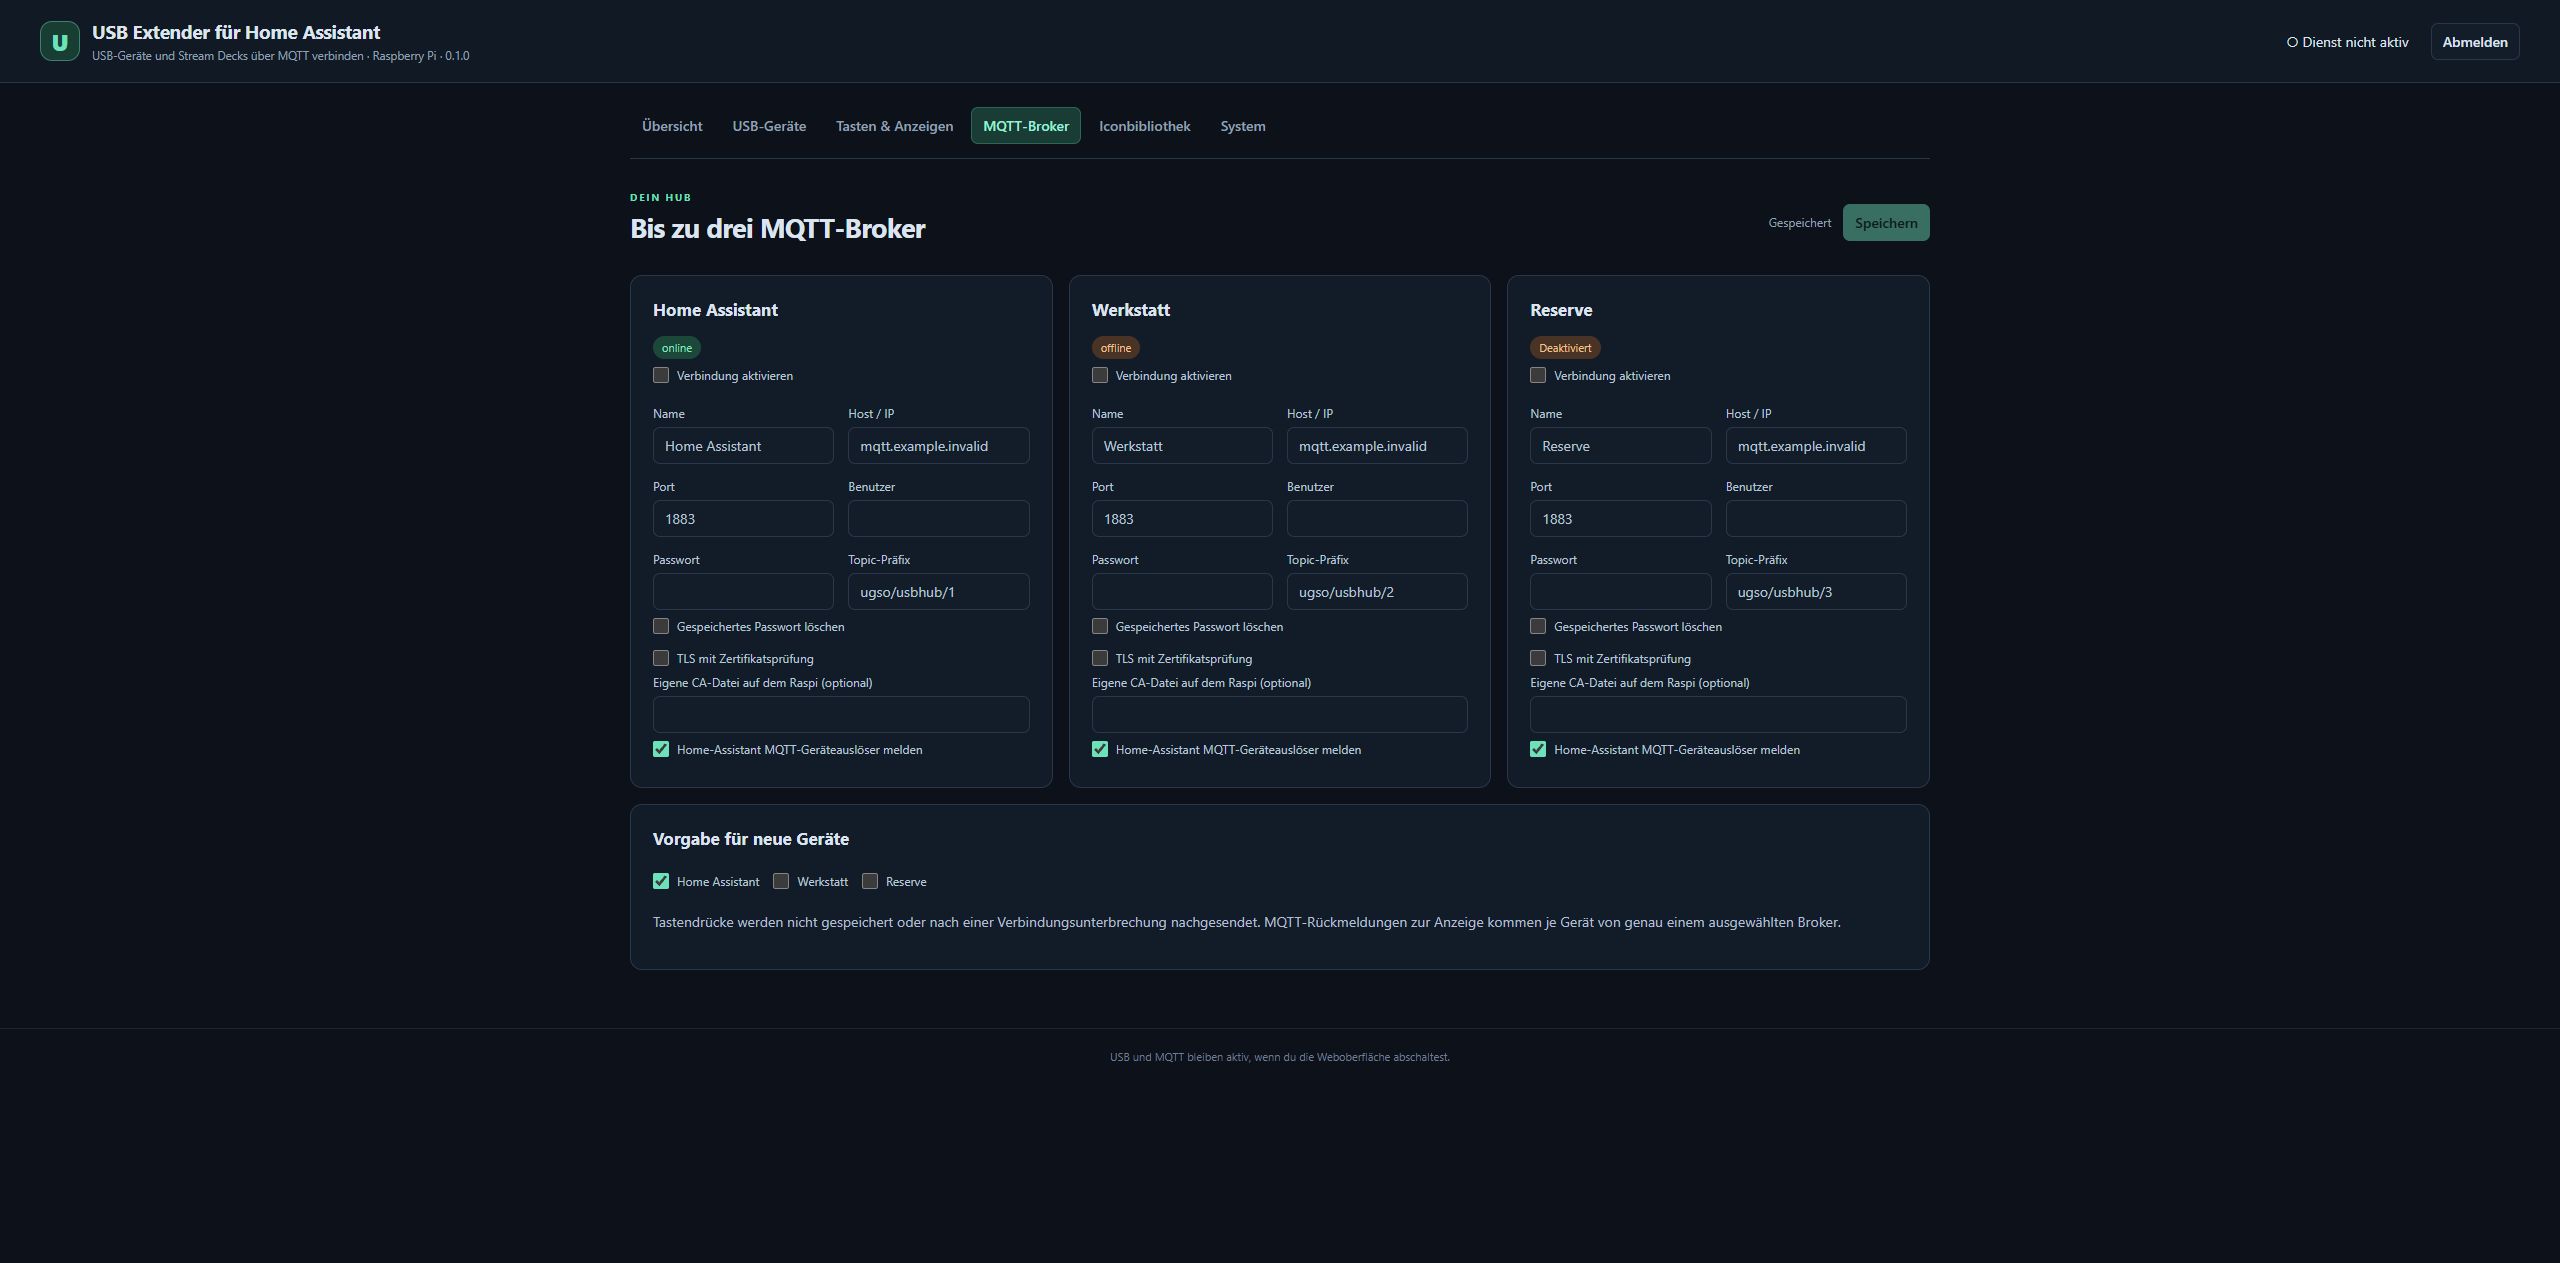 U
USB Extender für Home Assistant
USB-Geräte und Stream Decks über MQTT verbinden · Raspberry Pi · 0.1.0
Dienst nicht aktiv
Abmelden
Übersicht
USB-Geräte
Tasten & Anzeigen
MQTT-Broker
Iconbibliothek
System
DEIN HUB
Bis zu drei MQTT-Broker
Gespeichert
Speichern
Home Assistant
online
Verbindung aktivieren
Name
Host / IP
Home Assistant
mqtt.example.invalid
Port
Benutzer
1883
Passwort
Topic-Präfix
ugso/usbhub/1
Gespeichertes Passwort löschen
TLS mit Zertifikatsprüfung
Eigene CA-Datei auf dem Raspi (optional)
Home-Assistant MQTT-Geräteauslöser melden
Werkstatt
offline
Verbindung aktivieren
Name
Host / IP
Werkstatt
mqtt.example.invalid
Port
Benutzer
1883
Passwort
Topic-Präfix
ugso/usbhub/2
Gespeichertes Passwort löschen
TLS mit Zertifikatsprüfung
Eigene CA-Datei auf dem Raspi (optional)
Home-Assistant MQTT-Geräteauslöser melden
Reserve
Deaktiviert
Verbindung aktivieren
Name
Host / IP
Reserve
mqtt.example.invalid
Port
Benutzer
1883
Passwort
Topic-Präfix
ugso/usbhub/3
Gespeichertes Passwort löschen
TLS mit Zertifikatsprüfung
Eigene CA-Datei auf dem Raspi (optional)
Home-Assistant MQTT-Geräteauslöser melden
Vorgabe für neue Geräte
Home Assistant
Werkstatt
Reserve
Tastendrücke werden nicht gespeichert oder nach einer Verbindungsunterbrechung nachgesendet. MQTT-Rückmeldungen zur Anzeige kommen je Gerät von genau einem ausgewählten Broker.
USB und MQTT bleiben aktiv, wenn du die Weboberfläche abschaltest.